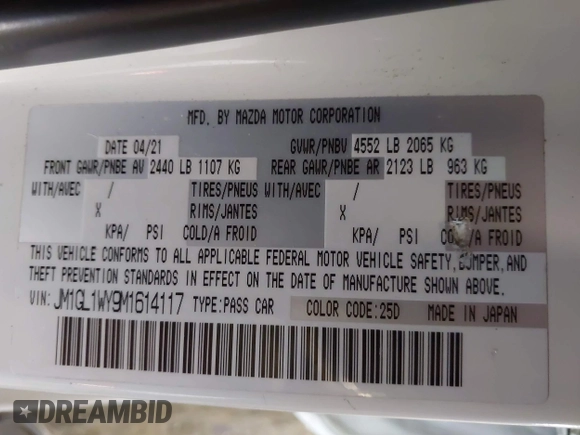 MFD. BY MAZDA MOTOR CORPORATION
DATE 04/21 GVWR/PNBV 4552 LB 2065 KG
FRONT GAWR/PNBE AV 2440 LB 1107 KG REAR GAWR/PNBE AR 2123 LB 963 KG
WITH/AVEC / TIRES/PNEUS WITH/AVEC / TIRES/PNEUS
X RIMS/JANTES X RIMS/JANTES
KPA/ PSI COLD/A FROID KPA/ PSI COLD/A FROID
THIS VEHICLE CONFORMS TO ALL APPLICABLE FEDERAL MOTOR VEHICLE SAFETY, BUMPER, AND
THEFT PREVENTION STANDARDS IN EFFECT ON THE DATE OF MANUFACTURE SHOWN ABOVE.
VIN: JM1GL1WY9M1614117 TYPE:PASS CAR COLOR CODE:25D MADE IN JAPAN
DREAMBID